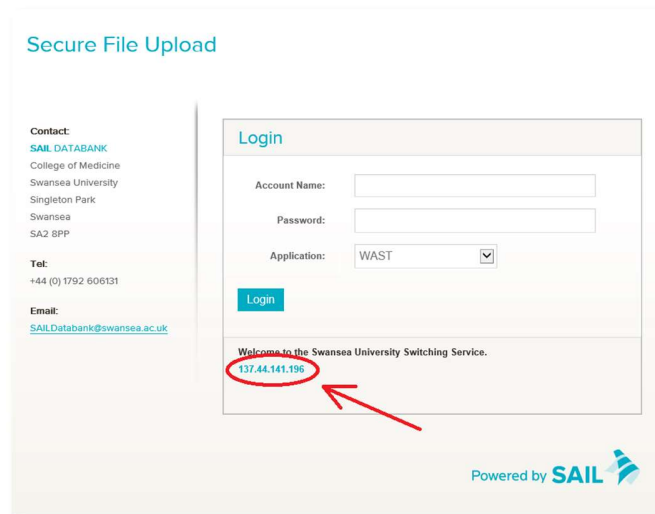 Secure File Upload
Contact:
SAIL DATABANK
College of Medicine
Swansea University
Singleton Park
Swansea
SA2 8PP
Tel:
+44 (0) 1792 606131
Email:
SAILDatabank@swansea.ac.uk
Login
Account Name:
Password:
Application:
WAST
Login
Welcome to the Swansea University Switching Service.
137.44.141.196
Powered by SAIL